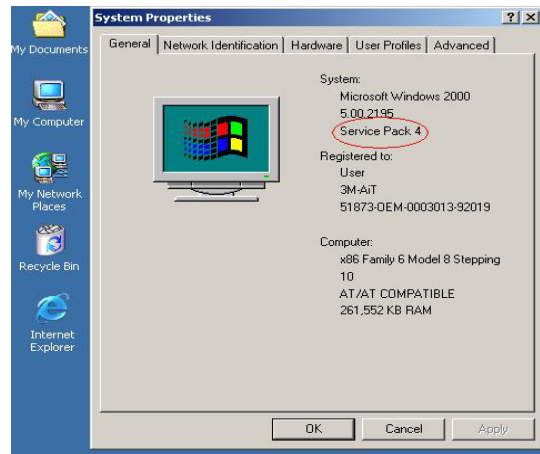 My Documents
My Computer
My Network
Places
Recycle Bin
Internet
Explorer
System Properties
General
Network Identification
Hardware
User Profiles
Advanced
System:
Microsoft Windows 2000
5.00.2195
Service Pack 4
Registered to:
User
3M-AiT
51873-OEM-0003013-92019
Computer:
x86 Family 6 Model 8 Stepping
10
AT/AT COMPATIBLE
261,552 KB RAM
OK
Cancel
Apply